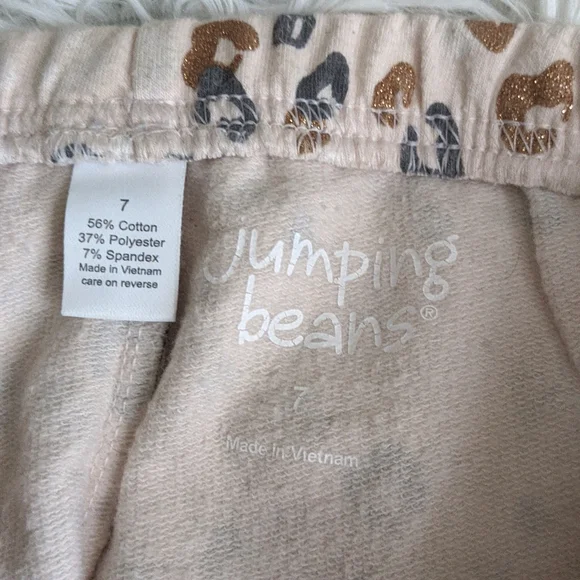 7
56% Cotton
37% Polyester
7% Spandex
Made in Vietnam
care on reverse
Jumping
beans®
7
Made in Vietnam